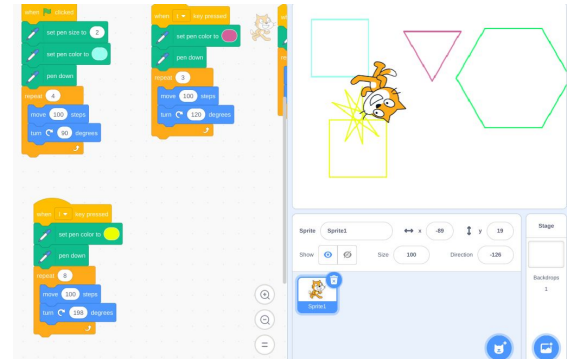 when clicked
set pen size to 2
set pen color to
pen down
repeat 4
move 100 steps
turn 90 degrees
when key pressed
set pen color to
pen down
repeat 3
move 100 steps
turn 120 degrees
when key pressed
set pen color to
pen down
repeat 8
move 100 steps
turn 198 degrees
Sprite Sprite1 x -89 y 19
Show Size 100 Direction -126
Sprite1
Stage
Backdrops
1